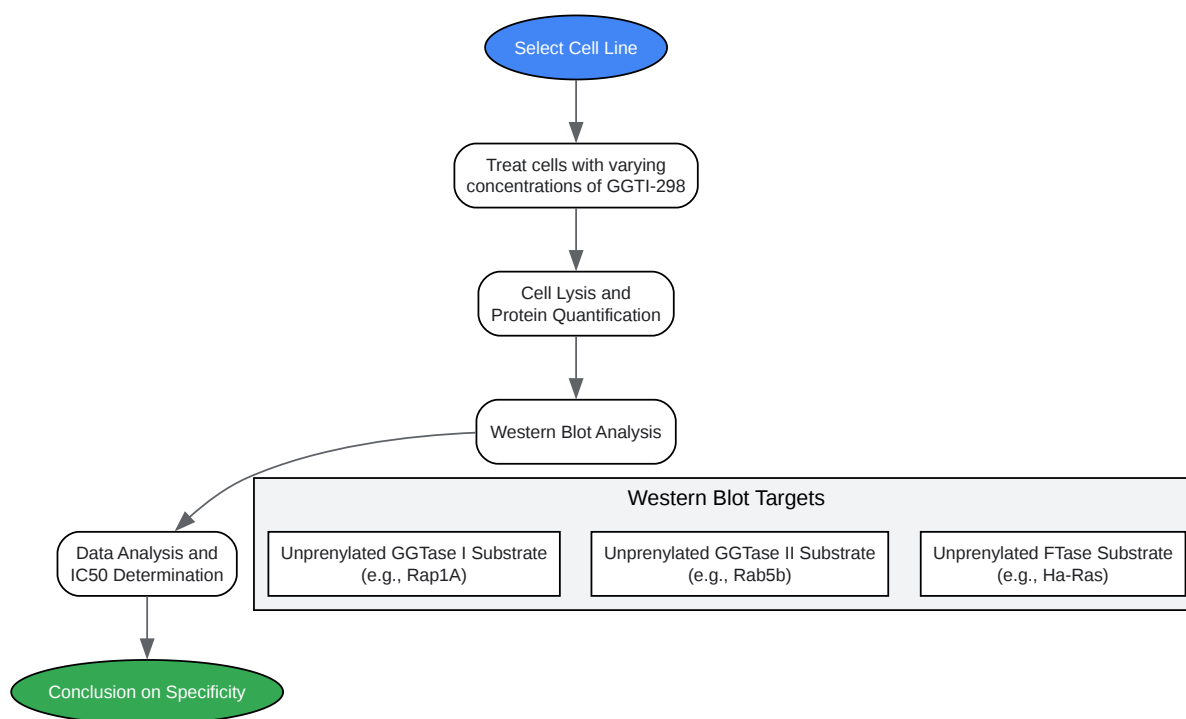 Select Cell Line
Treat cells with varying
concentrations of GGTI-298
Cell Lysis and
Protein Quantification
Western Blot Analysis
Western Blot Targets
Data Analysis and
IC50 Determination
Unprenylated GGTase I Substrate
(e.g., Rap1A)
Unprenylated GGTase II Substrate
(e.g., Rab5b)
Unprenylated FTase Substrate
(e.g., Ha-Ras)
Conclusion on Specificity